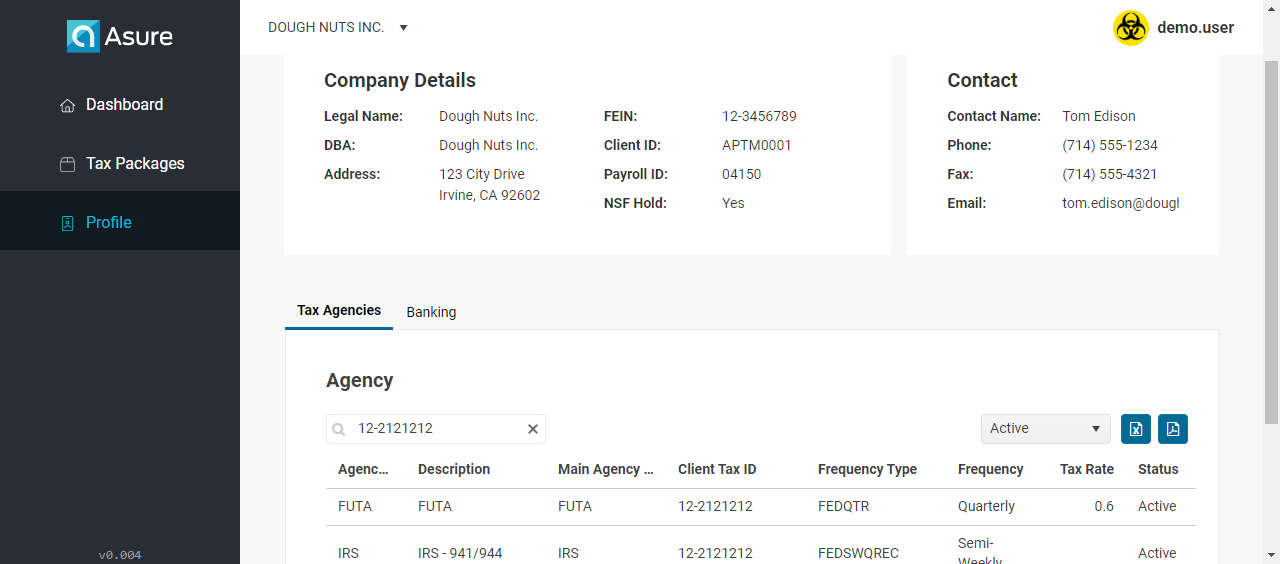 Asure
DOUGH NUTS INC.
demo.user
Dashboard
Tax Packages
Profile
v0.004
Company Details
Legal Name: Dough Nuts Inc. FEIN: 12-3456789
DBA: Dough Nuts Inc. Client ID: APTM0001
Address: 123 City Drive Payroll ID: 04150
Irvine, CA 92602 NSF Hold: Yes
Contact
Contact Name: Tom Edison
Phone: (714) 555-1234
Fax: (714) 555-4321
Email: tom.edison@dough
Tax Agencies Banking
Agency
12-2121212
Active
Agenc... Description Main Agency ... Client Tax ID Frequency Type Frequency Tax Rate Status
FUTA FUTA FUTA 12-2121212 FEDQTR Quarterly 0.6 Active
IRS IRS - 941/944 IRS 12-2121212 FEDSWQREC Semi-Weekly Active